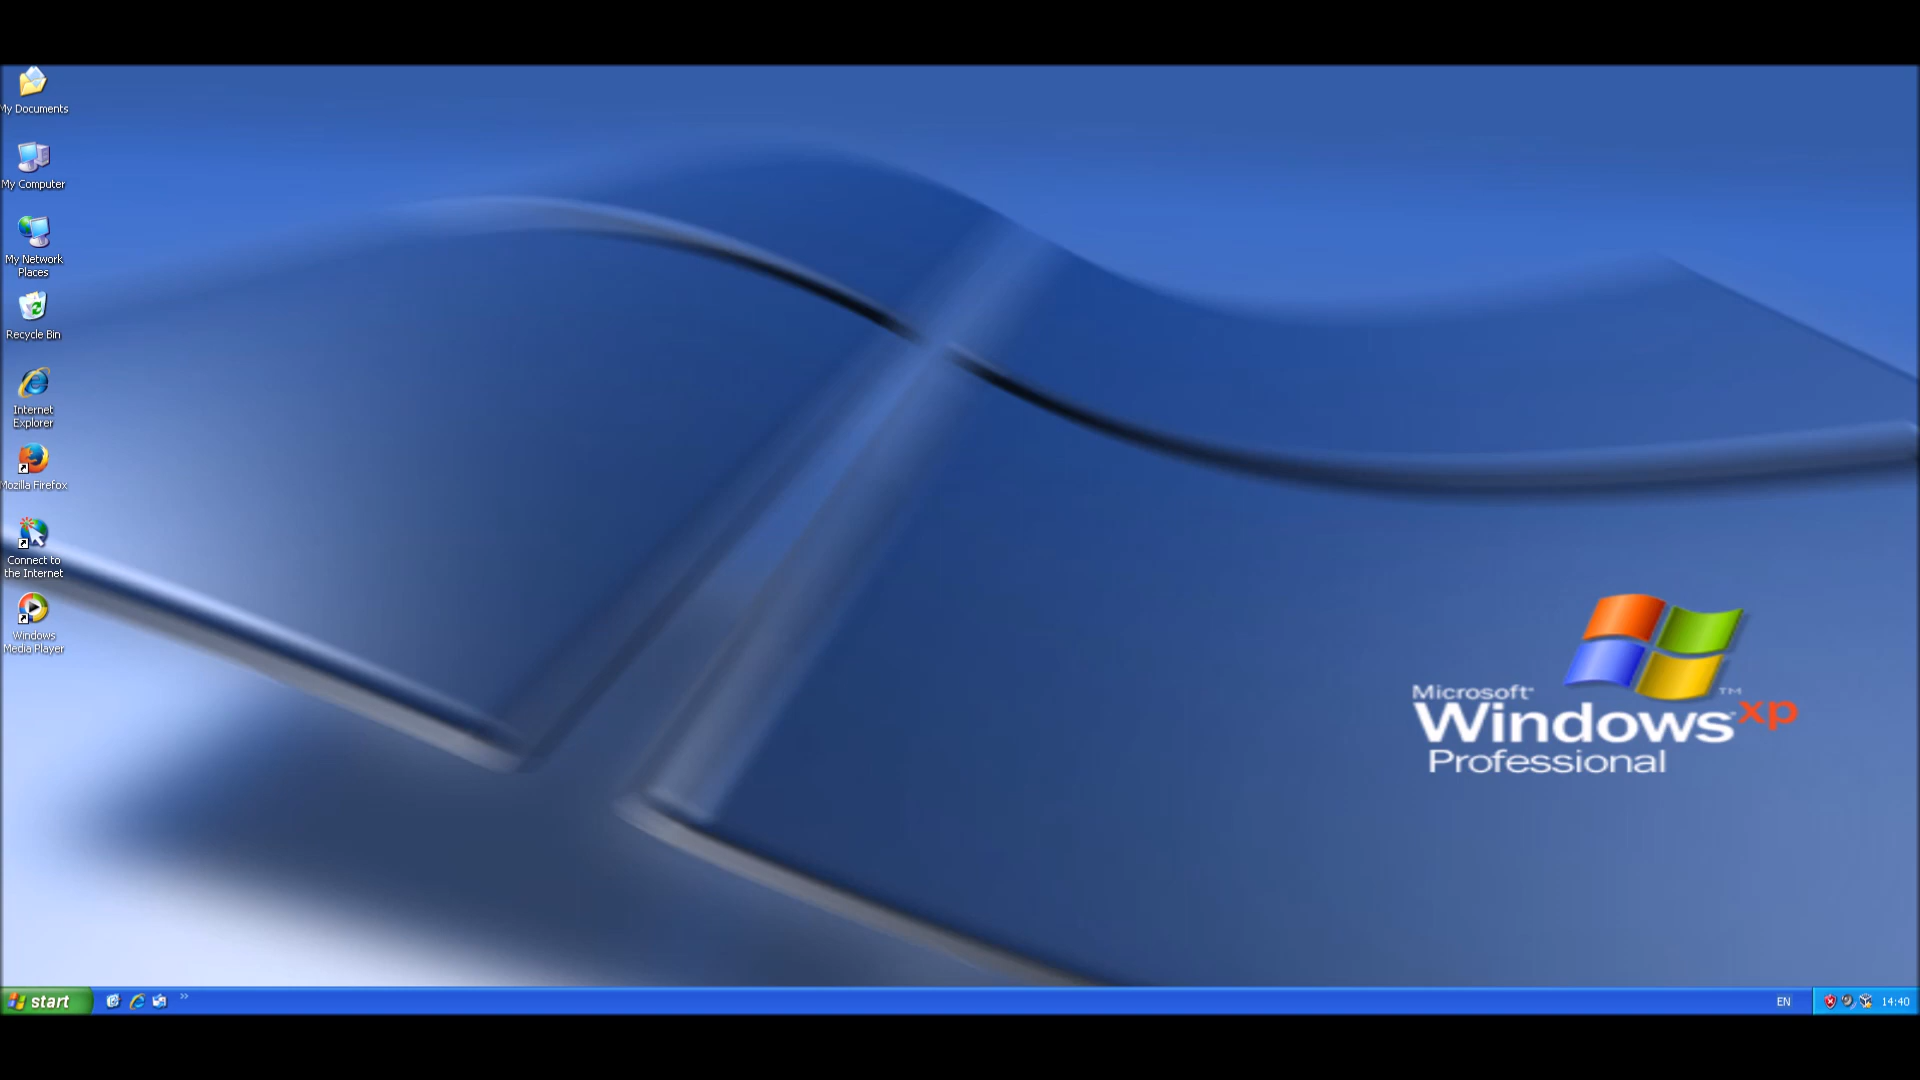 My Documents
My Computer
My Network
Places
Recycle Bin
Internet
Explorer
Mozilla Firefox
Connect to
the Internet
Windows
Media Player
Microsoft®
Windows xp
™
Professional
start
EN
14:40